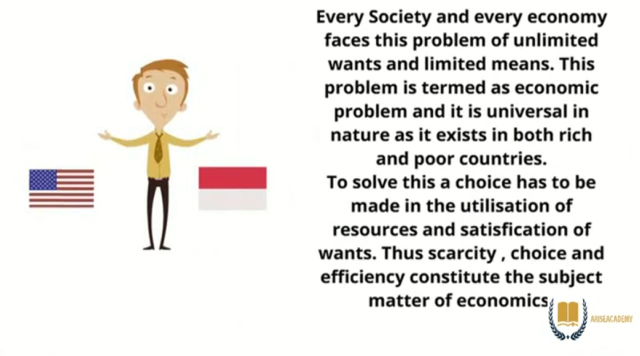 Every Society and every economy
faces this problem of unlimited
wants and limited means. This
problem is termed as economic
problem and it is universal in
nature as it exists in both rich
and poor countries.
To solve this a choice has to be
made in the utilisation of
resources and satisfication of
wants. Thus scarcity , choice and
efficiency constitute the subject
matter of economics.
ARISEACADEMY